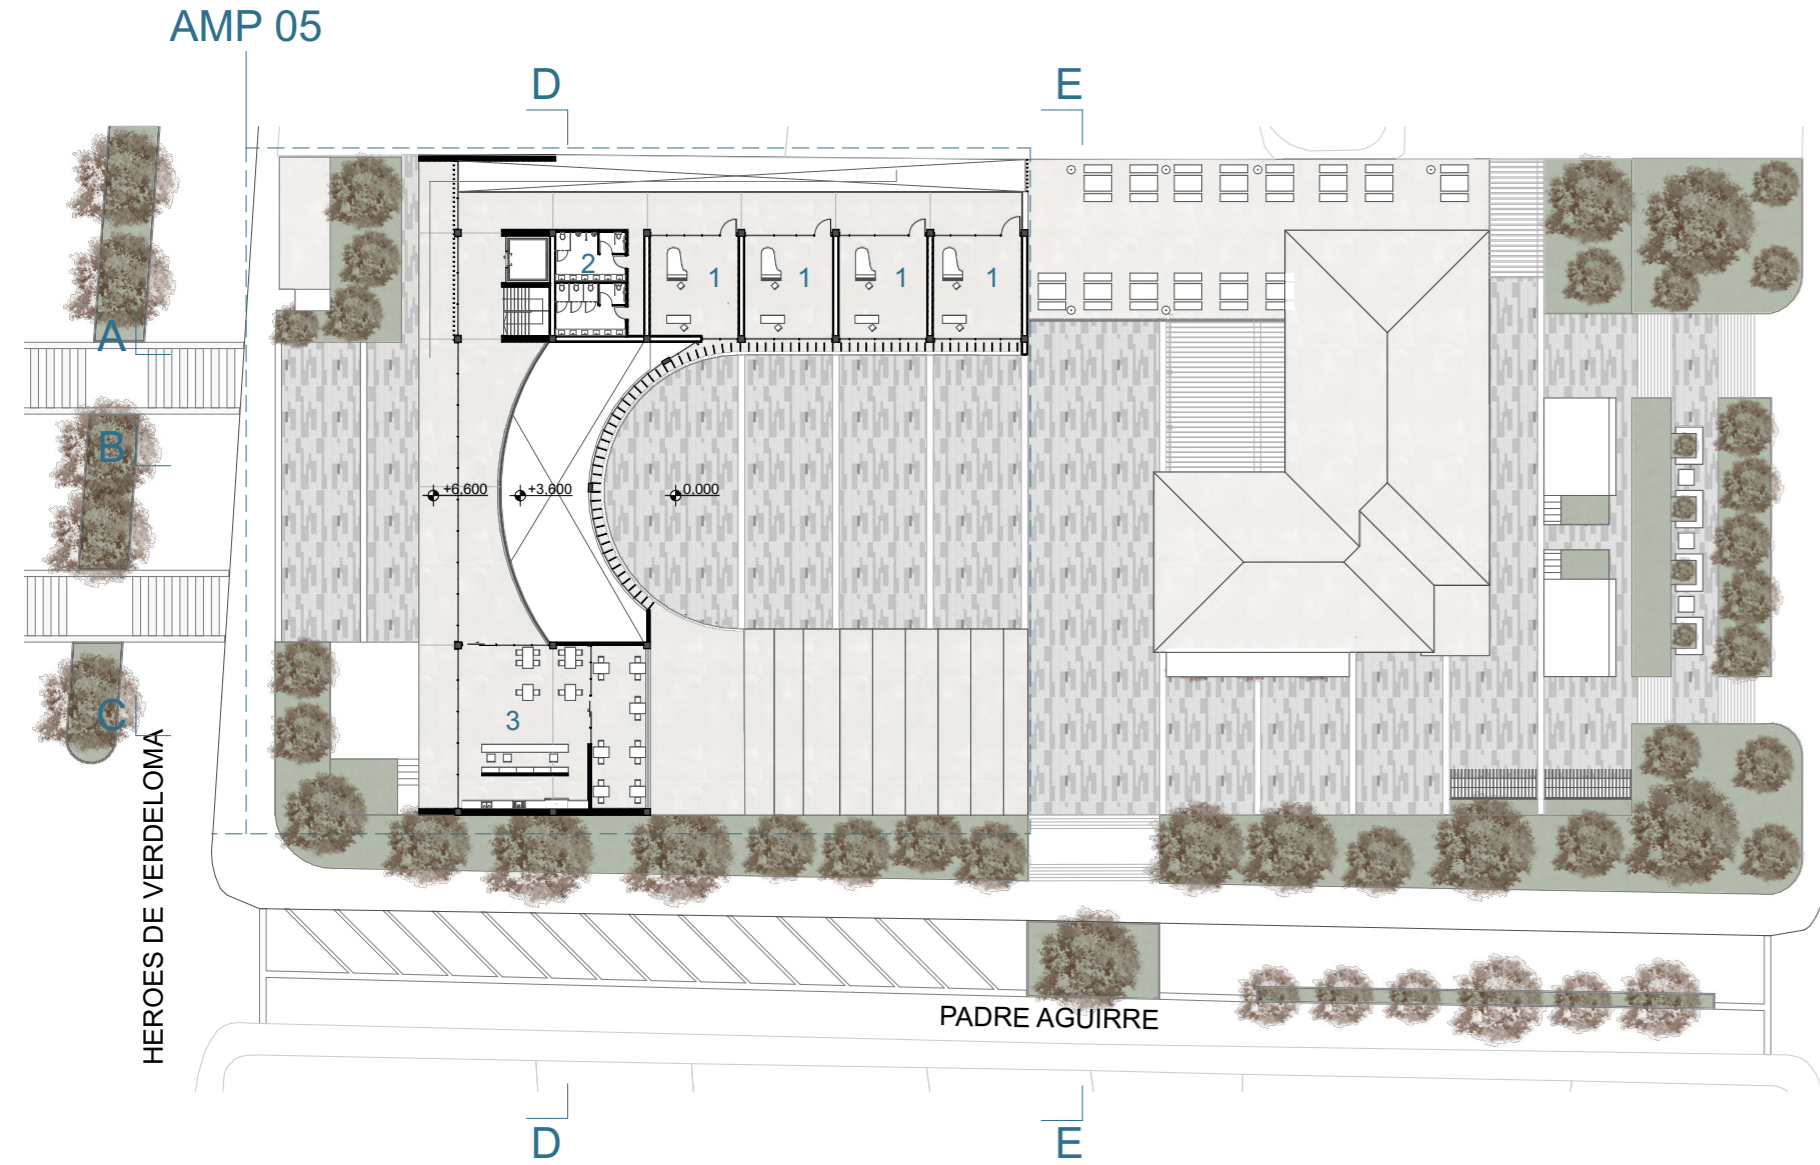 AMP 05
D
E
2
1
1
1
1
A
B
+6,600
+3,600
0,000
C
3
HEROES DE VERDELOMA
PADRE AGUIRRE
D
E